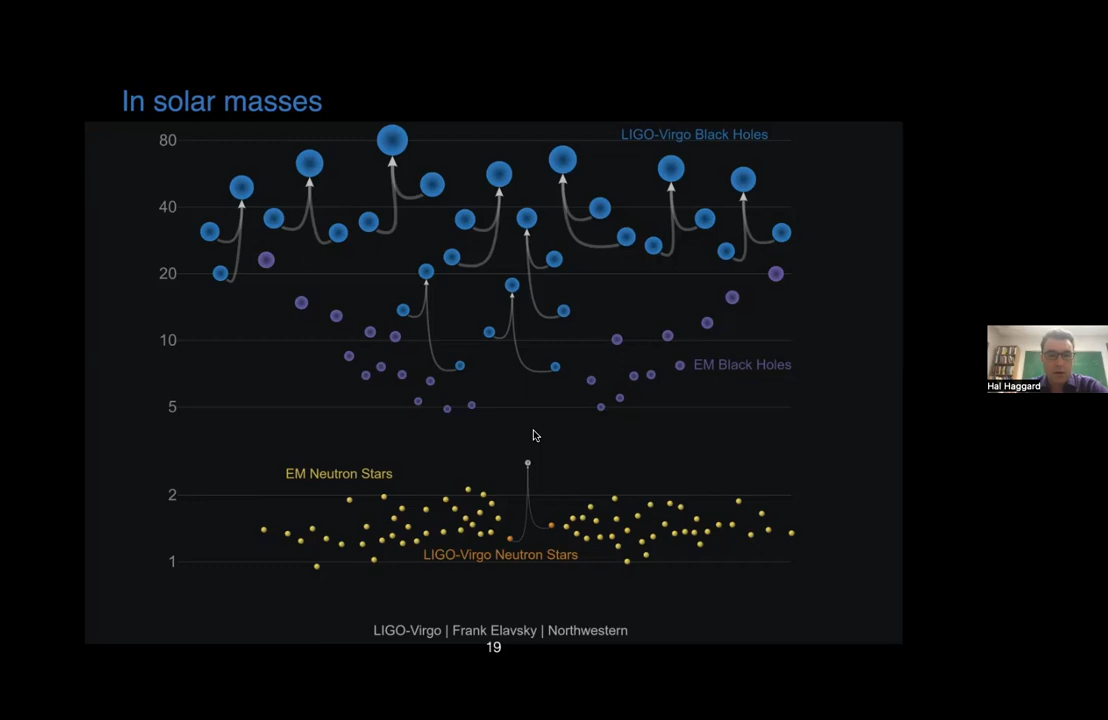 In solar masses
80
LIGO-Virgo Black Holes
40
20
10
EM Black Holes
5
EM Neutron Stars
2
LIGO-Virgo Neutron Stars
1
LIGO-Virgo | Frank Elavsky | Northwestern
19
Hal Haggard